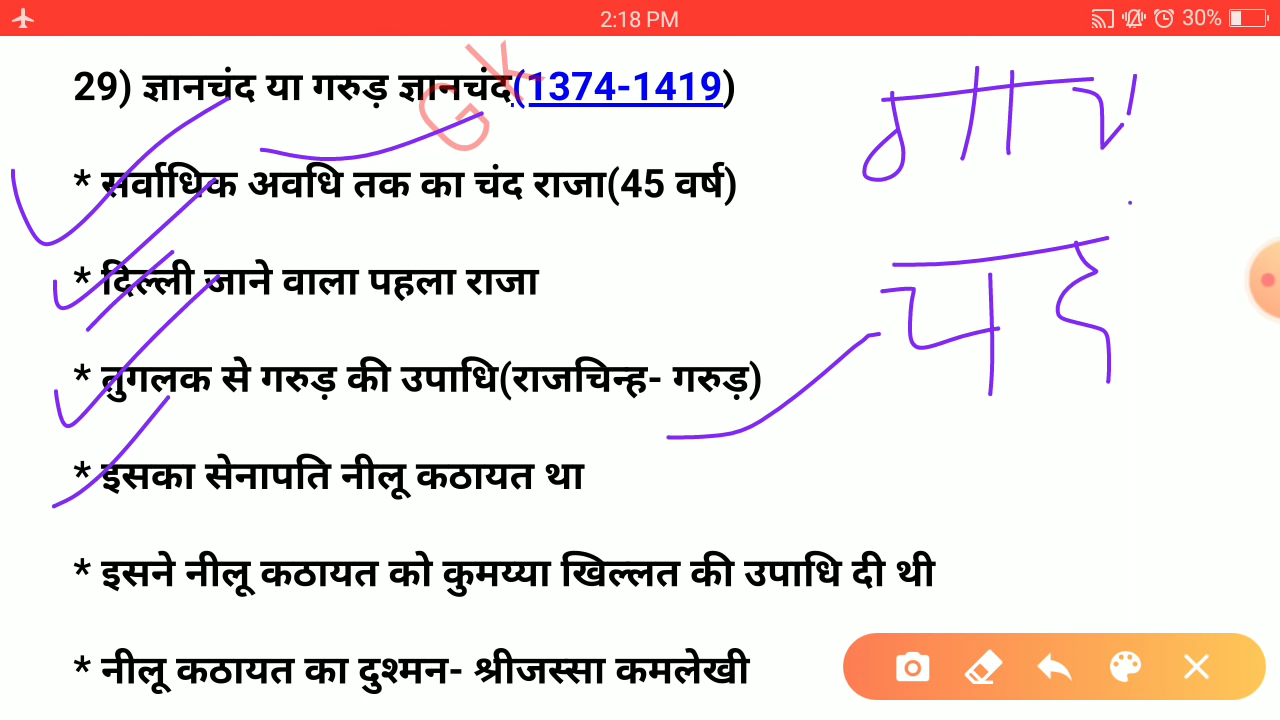 2:18 PM
30%
29) ज्ञानचंद या गरुड़ ज्ञानचंद(1374-1419)
GK
* सर्वाधिक अवधि तक का चंद राजा(45 वर्ष)
* दिल्ली जाने वाला पहला राजा
* तुगलक से गरुड़ की उपाधि(राजचिन्ह- गरुड़)
* इसका सेनापति नीलू कठायत था
* इसने नीलू कठायत को कुमय्या खिल्लत की उपाधि दी थी
* नीलू कठायत का दुश्मन- श्रीजस्सा कमलेखी